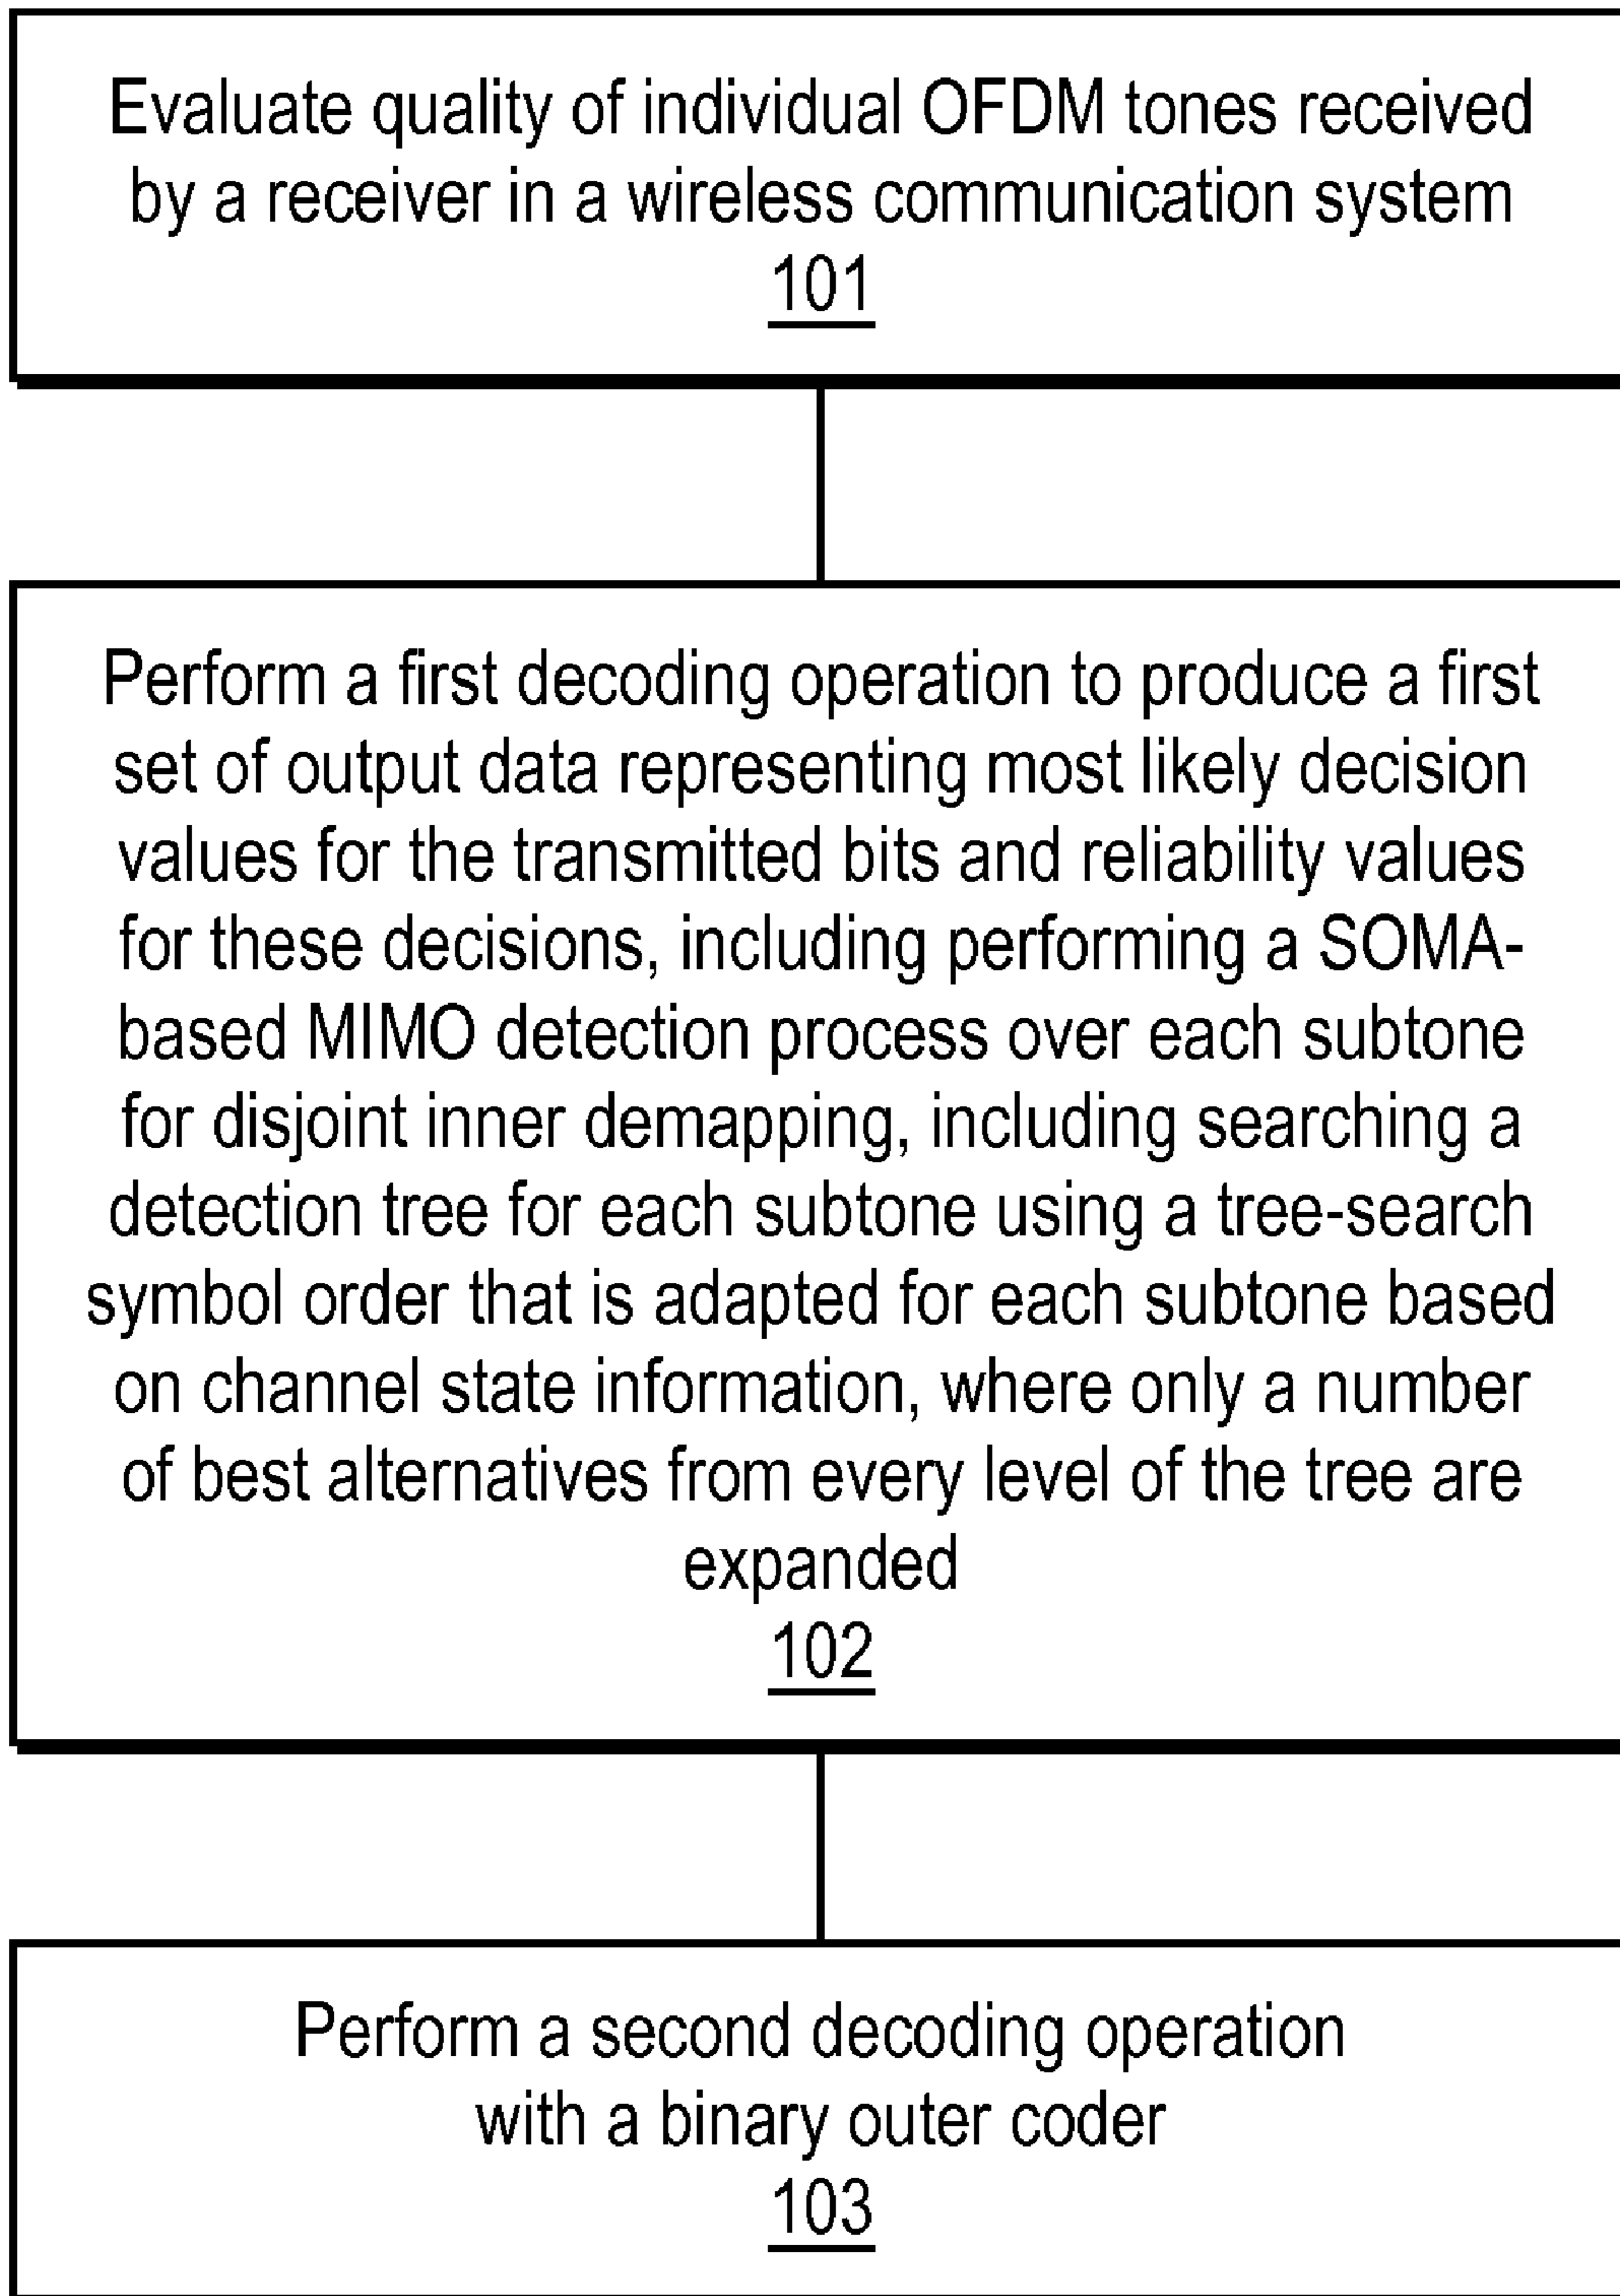 Evaluate quality of individual OFDM tones received
by a receiver in a wireless communication system
101
Perform a first decoding operation to produce a first
set of output data representing most likely decision
values for the transmitted bits and reliability values
for these decisions, including performing a SOMA-
based MIMO detection process over each subtone
for disjoint inner demapping, including searching a
detection tree for each subtone using a tree-search
symbol order that is adapted for each subtone based
on channel state information, where only a number
of best alternatives from every level of the tree are
expanded
102
Perform a second decoding operation
with a binary outer coder
103